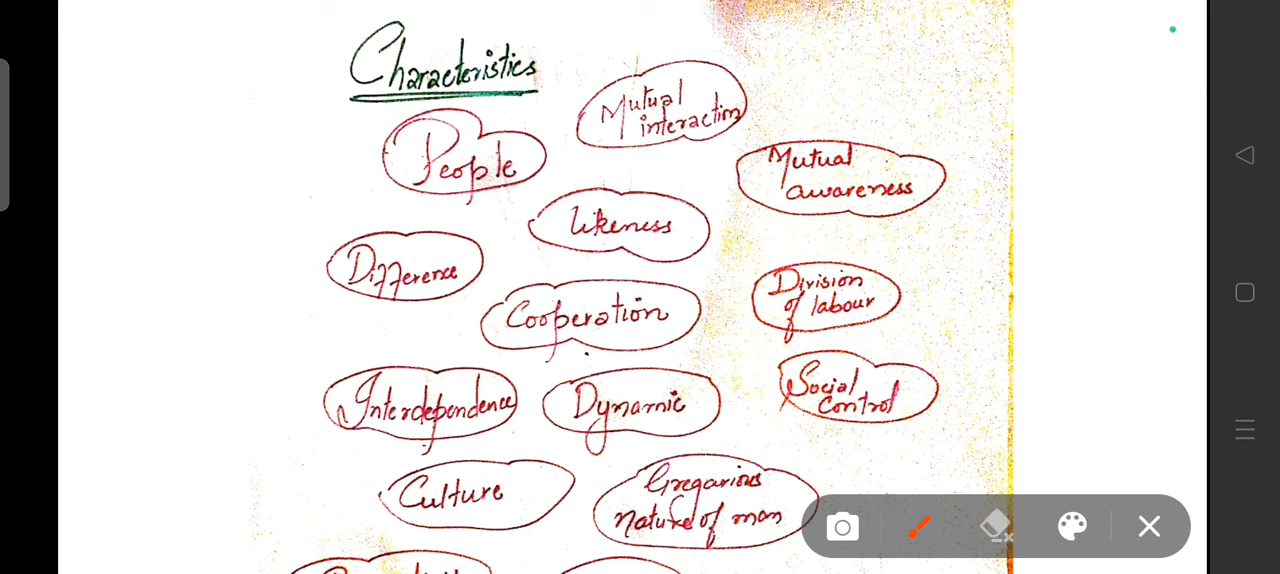 Characteristics
Mutual
interaction
People
Mutual
awareness
likeness
Difference
Division
of labour
Cooperation
Social
control
Interdependence
Dynamic
Culture
Gregarious
nature of man